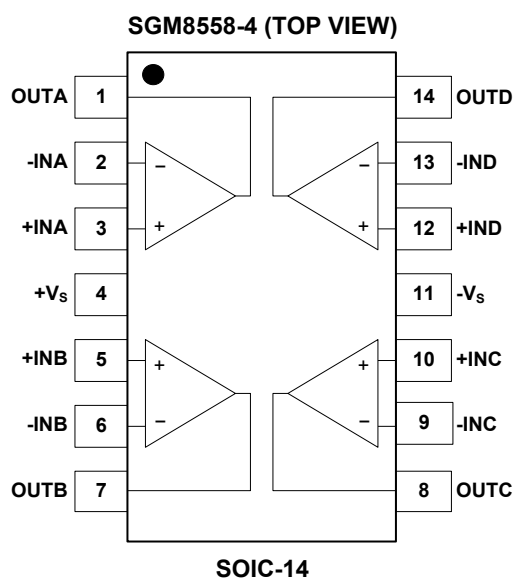 SGM8558-4 (TOP VIEW)
OUTA 1 14 OUTD
-INA 2 − − 13 -IND
+INA 3 + + 12 +IND
+VS 4 11 -VS
+INB 5 + + 10 +INC
-INB 6 − − 9 -INC
OUTB 7 8 OUTC
SOIC-14